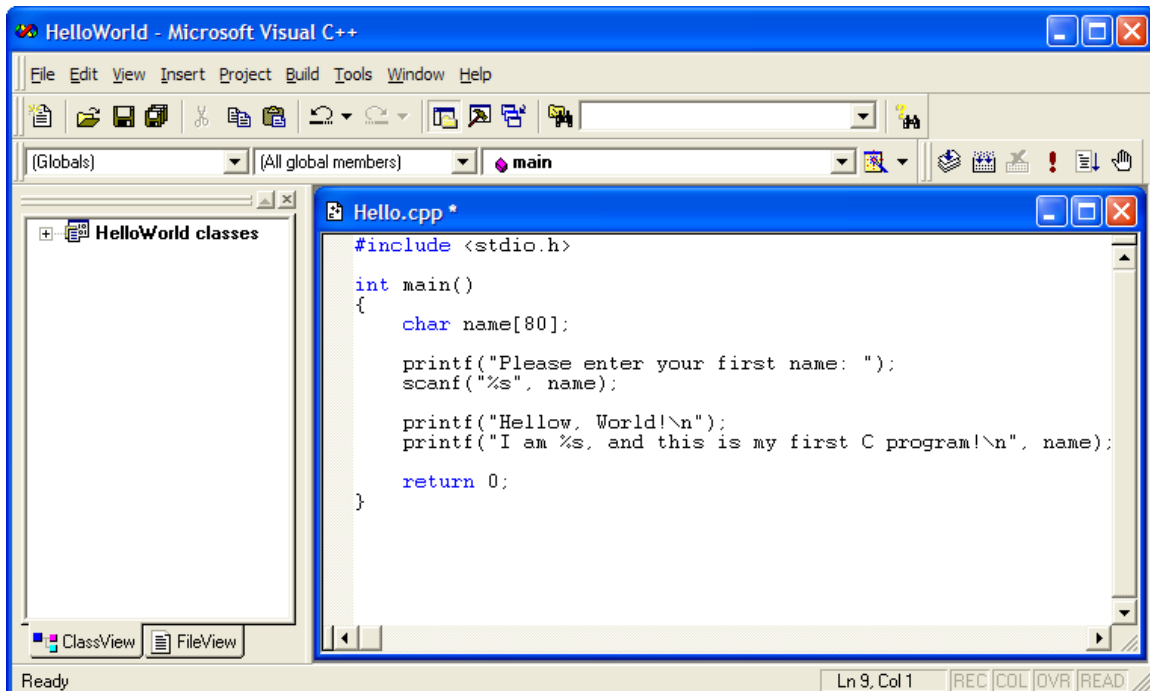 HelloWorld - Microsoft Visual C++
File Edit View Insert Project Build Tools Window Help
(Globals) (All global members) main
HelloWorld classes
Hello.cpp *
#include <stdio.h>
int main()
{
char name[80];
printf("Please enter your first name: ");
scanf("%s", name);
printf("Hellow, World!\n");
printf("I am %s, and this is my first C program!\n", name);
return 0;
}
ClassView FileView
Ready Ln 9, Col 1 REC COL OVR READ